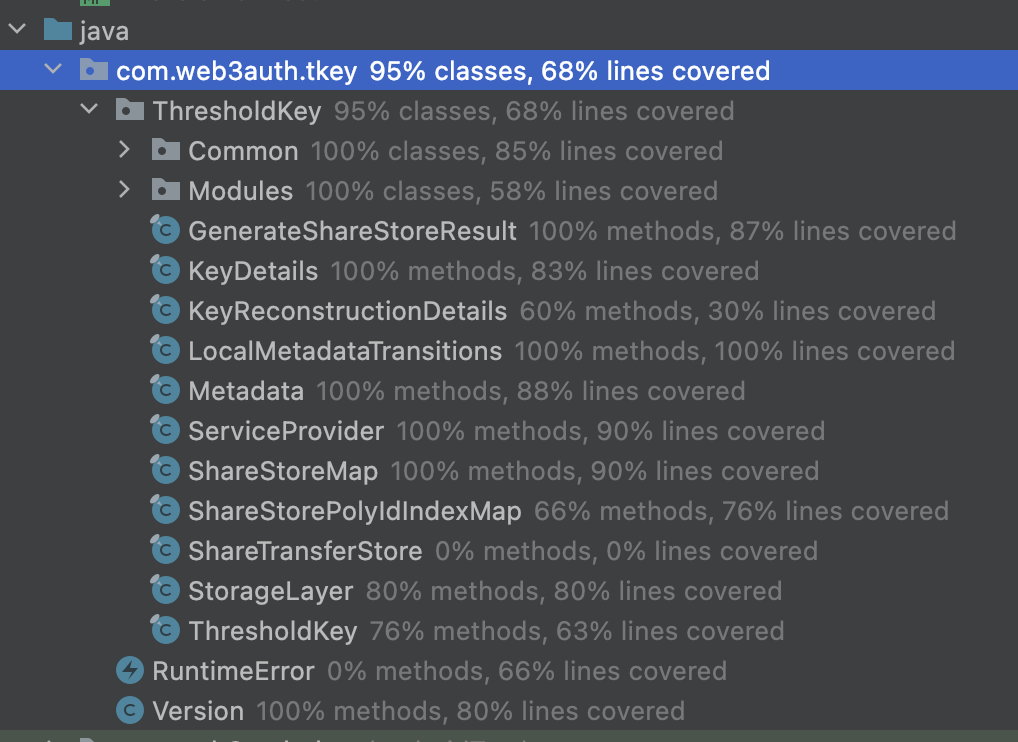 java
com.web3auth.tkey 95% classes, 68% lines covered
ThresholdKey 95% classes, 68% lines covered
Common 100% classes, 85% lines covered
Modules 100% classes, 58% lines covered
GenerateShareStoreResult 100% methods, 87% lines covered
KeyDetails 100% methods, 83% lines covered
KeyReconstructionDetails 60% methods, 30% lines covered
LocalMetadataTransitions 100% methods, 100% lines covered
Metadata 100% methods, 88% lines covered
ServiceProvider 100% methods, 90% lines covered
ShareStoreMap 100% methods, 90% lines covered
ShareStorePolyIdIndexMap 66% methods, 76% lines covered
ShareTransferStore 0% methods, 0% lines covered
StorageLayer 80% methods, 80% lines covered
ThresholdKey 76% methods, 63% lines covered
RuntimeError 0% methods, 66% lines covered
Version 100% methods, 80% lines covered